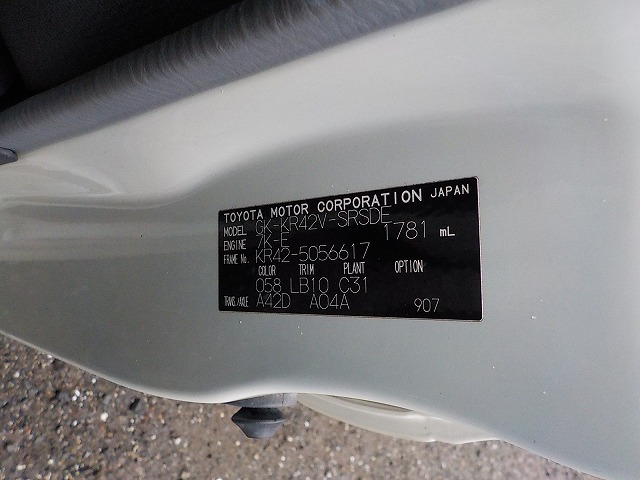 TOYOTA MOTOR CORPORATION JAPAN
MODEL GK-KR42V-SRSDE
ENGINE 7K-E 1781 mL
FRAME No. KR42-5056617
COLOR TRIM PLANT OPTION
058 LB10 C31
TRANS./AXLE A42D A04A 907